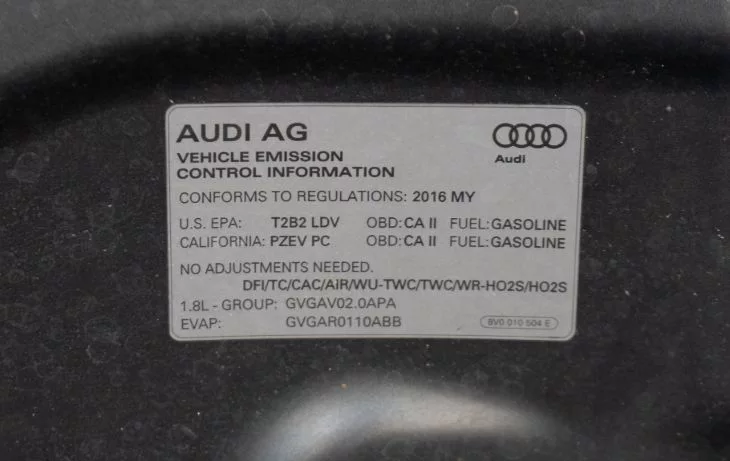 AUDI AG
Audi
VEHICLE EMISSION
CONTROL INFORMATION
CONFORMS TO REGULATIONS: 2016 MY
U.S. EPA: T2B2 LDV OBD: CA II FUEL: GASOLINE
CALIFORNIA: PZEV PC OBD: CA II FUEL: GASOLINE
NO ADJUSTMENTS NEEDED.
DFI/TC/CAC/AIR/WU-TWC/TWC/WR-HO2S/HO2S
1.8L - GROUP: GVGAV02.0APA
EVAP: GVGAR0110ABB
8V0 010 504 E